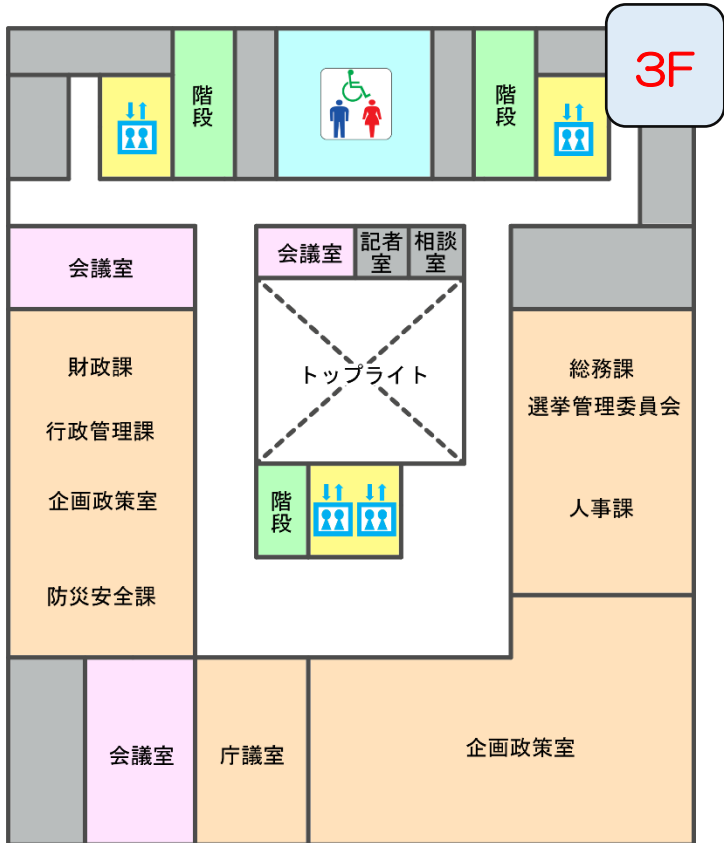 3F
階段
階段
会議室
会議室
記者室
相談室
財政課
トップライト
総務課
選挙管理委員会
行政管理課
企画政策室
階段
人事課
防災安全課
会議室
庁議室
企画政策室